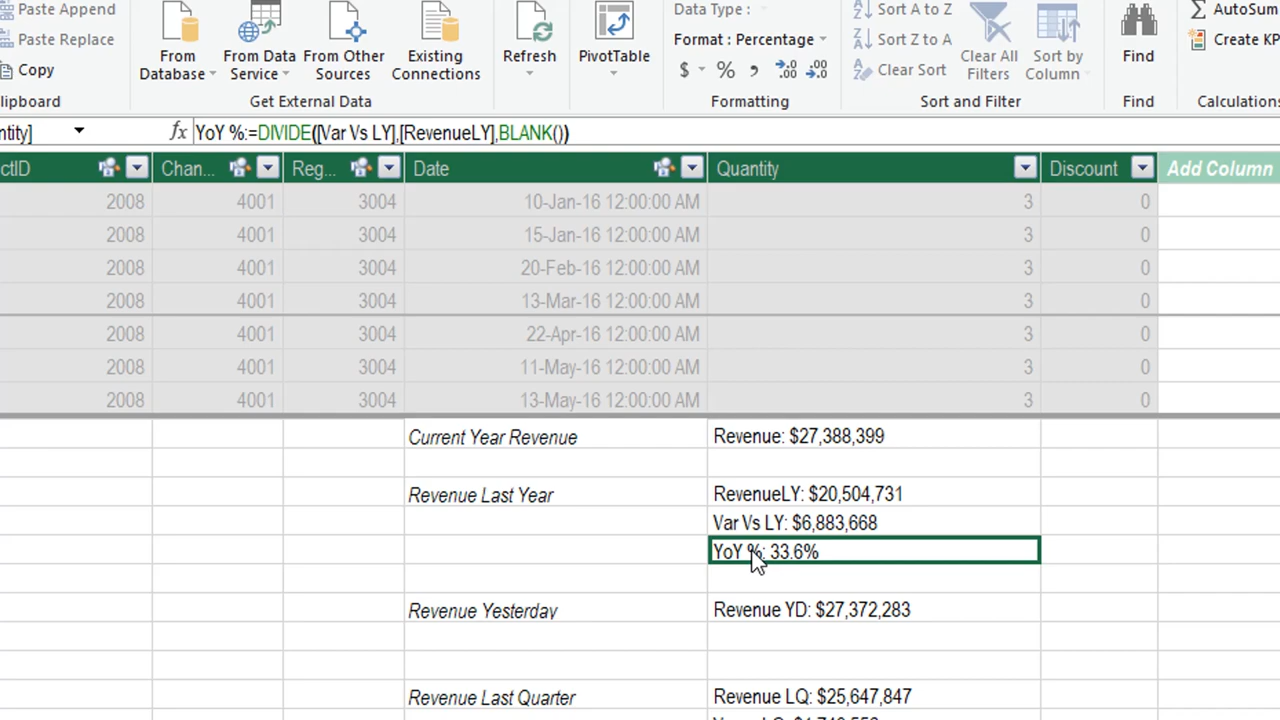 Paste Append
Paste Replace
Copy
lipboard
From Database
From Data Service
From Other Sources
Existing Connections
Get External Data
Refresh
PivotTable
Data Type :
Format : Percentage
$ % ,
.00 .00
Formatting
Sort A to Z
Sort Z to A
Clear Sort
Clear All Filters
Sort by Column
Sort and Filter
Find
Find
AutoSum
Create KP
Calculations
ntity] fx YoY %:=DIVIDE([Var Vs LY],[RevenueLY],BLANK())
ctID Chan... Reg... Date Quantity Discount Add Column
2008 4001 3004 10-Jan-16 12:00:00 AM 3 0
2008 4001 3004 15-Jan-16 12:00:00 AM 3 0
2008 4001 3004 20-Feb-16 12:00:00 AM 3 0
2008 4001 3004 13-Mar-16 12:00:00 AM 3 0
2008 4001 3004 22-Apr-16 12:00:00 AM 3 0
2008 4001 3004 11-May-16 12:00:00 AM 3 0
2008 4001 3004 13-May-16 12:00:00 AM 3 0
Current Year Revenue Revenue: $27,388,399
Revenue Last Year RevenueLY: $20,504,731
Var Vs LY: $6,883,668
YoY %: 33.6%
Revenue Yesterday Revenue YD: $27,372,283
Revenue Last Quarter Revenue LQ: $25,647,847